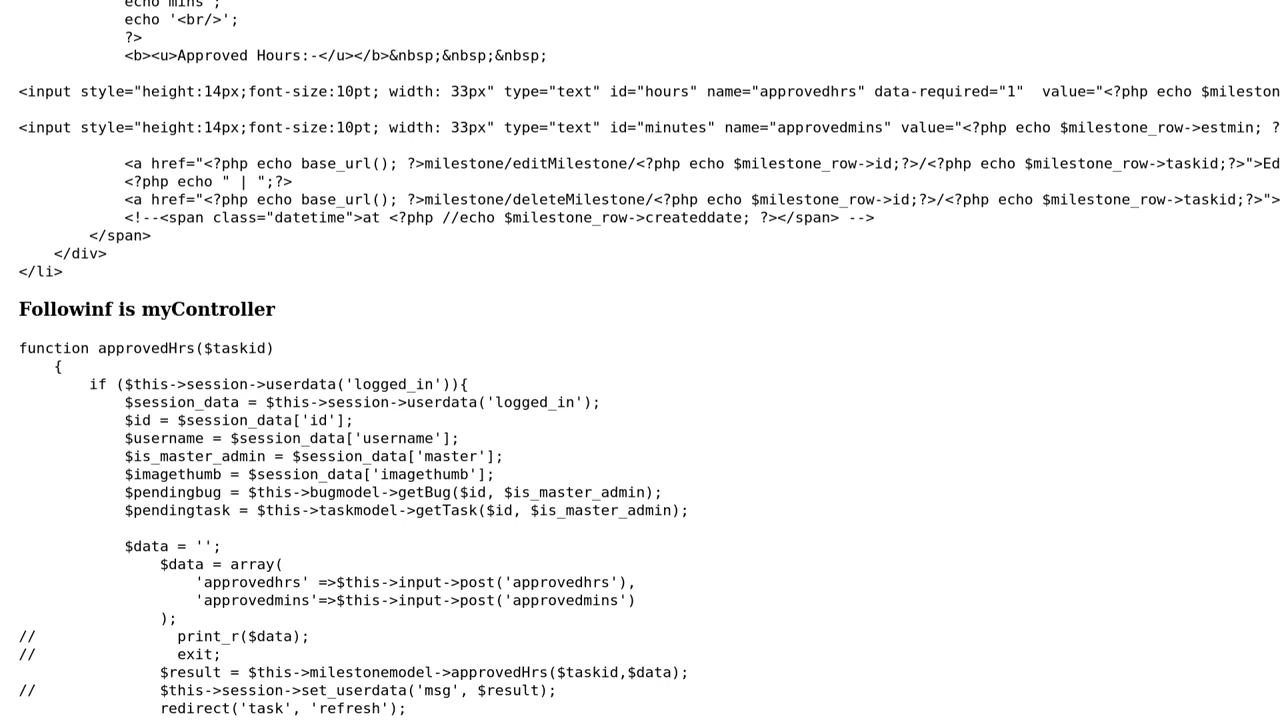 echo mins ;
echo '<br/>';
?>
<b><u>Approved Hours:-</u></b>&nbsp;&nbsp;&nbsp;
<input style="height:14px;font-size:10pt; width: 33px" type="text" id="hours" name="approvedhrs" data-required="1"  value="<?php echo $mileston
<input style="height:14px;font-size:10pt; width: 33px" type="text" id="minutes" name="approvedmins" value="<?php echo $milestone_row->estmin; ?
<a href="<?php echo base_url(); ?>milestone/editMilestone/<?php echo $milestone_row->id;?>/<?php echo $milestone_row->taskid;?>">Ed
<?php echo " | ";?>
<a href="<?php echo base_url(); ?>milestone/deleteMilestone/<?php echo $milestone_row->id;?>/<?php echo $milestone_row->taskid;?>">
<!--<span class="datetime">at <?php //echo $milestone_row->createddate; ?></span> -->
</span>
</div>
</li>
Followinf is myController
function approvedHrs($taskid)
{
if ($this->session->userdata('logged_in')){
$session_data = $this->session->userdata('logged_in');
$id = $session_data['id'];
$username = $session_data['username'];
$is_master_admin = $session_data['master'];
$imagethumb = $session_data['imagethumb'];
$pendingbug = $this->bugmodel->getBug($id, $is_master_admin);
$pendingtask = $this->taskmodel->getTask($id, $is_master_admin);
$data = '';
$data = array(
'approvedhrs' =>$this->input->post('approvedhrs'),
'approvedmins'=>$this->input->post('approvedmins')
);
//                print_r($data);
//                exit;
$result = $this->milestonemodel->approvedHrs($taskid,$data);
//              $this->session->set_userdata('msg', $result);
redirect('task', 'refresh');